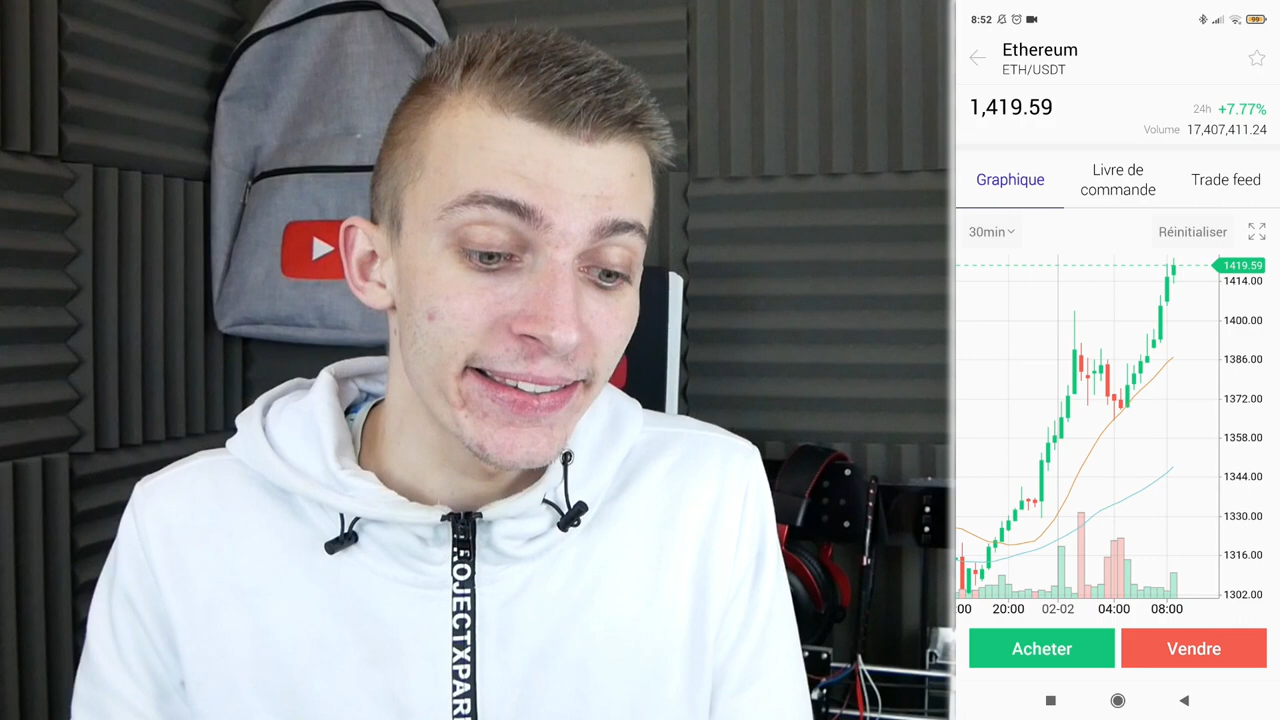 8:52
99
Ethereum
ETH/USDT
1,419.59
24h +7.77%
Volume 17,407,411.24
Graphique
Livre de
commande
Trade feed
30min
Réinitialiser
1419.59
1414.00
1400.00
1386.00
1372.00
1358.00
1344.00
1330.00
1316.00
1302.00
:00 20:00 02-02 04:00 08:00
Acheter
Vendre
ROJECTXPAR